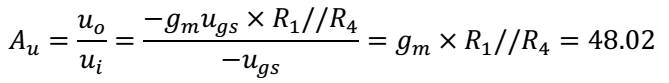 A_u = u_o / u_i = −g_m u_gs × R_1//R_4 / −u_gs = g_m × R_1//R_4 = 48.02